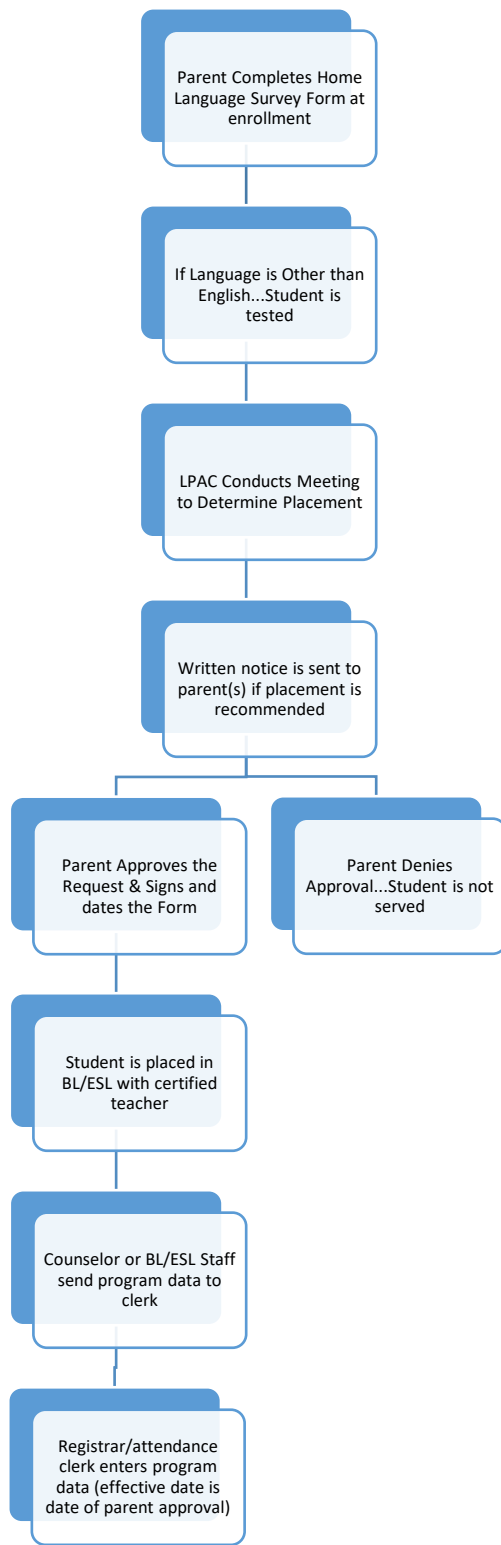 Parent Completes Home
Language Survey Form at
enrollment
If Language is Other than
English...Student is
tested
LPAC Conducts Meeting
to Determine Placement
Written notice is sent to
parent(s) if placement is
recommended
Parent Approves the
Request & Signs and
dates the Form
Parent Denies
Approval...Student is not
served
Student is placed in
BL/ESL with certified
teacher
Counselor or BL/ESL Staff
send program data to
clerk
Registrar/attendance
clerk enters program
data (effective date is
date of parent approval)